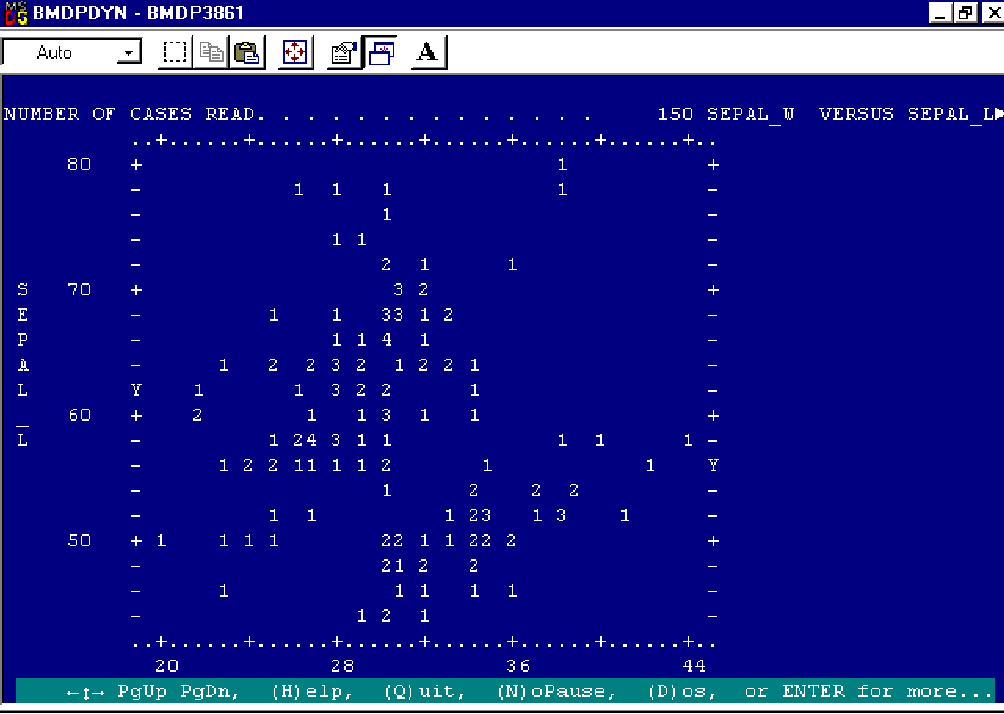 BMDPDYN - BMDP3861
Auto A
NUMBER OF CASES READ. . . . . . . . . . . . . . 150 SEPAL_W VERSUS SEPAL_L
..+......+......+......+......+......+......+..
80 + 1 +
- 1 1 1 1 -
- 1 -
- 1 1 -
- 2 1 1 -
S 70 + 3 2 +
E - 1 1 33 1 2 -
P - 1 1 4 1 -
A - 1 2 2 3 2 1 2 2 1 -
L Y 1 1 3 2 2 1 -
_ 60 + 2 1 1 3 1 1 +
L - 1 24 3 1 1 1 1 1 -
- 1 2 2 11 1 1 2 1 1 Y
- 1 2 2 2 -
- 1 1 1 23 1 3 1 -
50 + 1 1 1 1 22 1 1 22 2 +
- 21 2 2 -
- 1 1 1 1 1 -
- 1 2 1 -
..+......+......+......+......+......+......+..
20 28 36 44
←↕→ PgUp PgDn, (H)elp, (Q)uit, (N)oPause, (D)os, or ENTER for more...